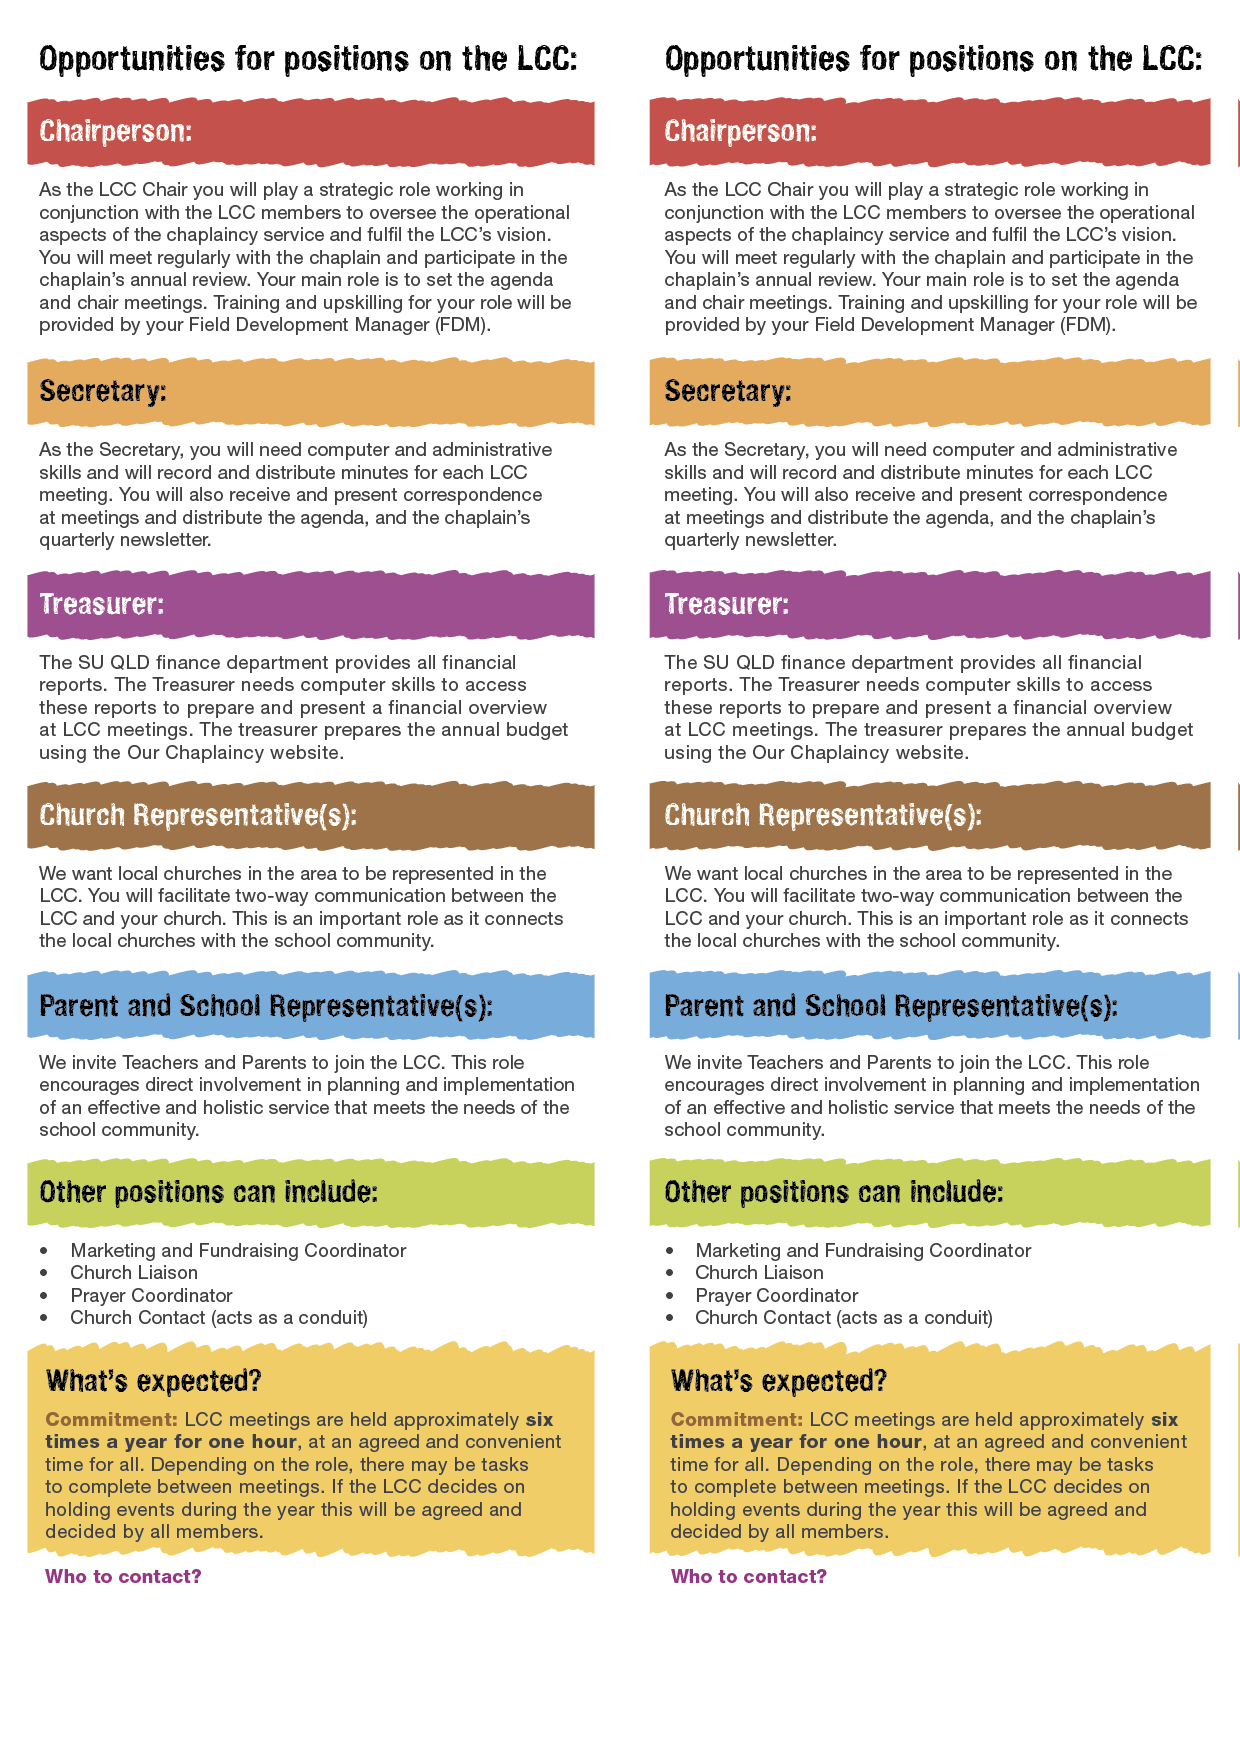 Opportunities for positions on the LCC:
Chairperson:
As the LCC Chair you will play a strategic role working in
conjunction with the LCC members to oversee the operational
aspects of the chaplaincy service and fulfil the LCC’s vision.
You will meet regularly with the chaplain and participate in the
chaplain’s annual review. Your main role is to set the agenda
and chair meetings. Training and upskilling for your role will be
provided by your Field Development Manager (FDM).
Secretary:
As the Secretary, you will need computer and administrative
skills and will record and distribute minutes for each LCC
meeting. You will also receive and present correspondence
at meetings and distribute the agenda, and the chaplain’s
quarterly newsletter.
Treasurer:
The SU QLD finance department provides all financial
reports. The Treasurer needs computer skills to access
these reports to prepare and present a financial overview
at LCC meetings. The treasurer prepares the annual budget
using the Our Chaplaincy website.
Church Representative(s):
We want local churches in the area to be represented in the
LCC. You will facilitate two-way communication between the
LCC and your church. This is an important role as it connects
the local churches with the school community.
Parent and School Representative(s):
We invite Teachers and Parents to join the LCC. This role
encourages direct involvement in planning and implementation
of an effective and holistic service that meets the needs of the
school community.
Other positions can include:
• Marketing and Fundraising Coordinator
• Church Liaison
• Prayer Coordinator
• Church Contact (acts as a conduit)
What’s expected?
Commitment: LCC meetings are held approximately six
times a year for one hour, at an agreed and convenient
time for all. Depending on the role, there may be tasks
to complete between meetings. If the LCC decides on
holding events during the year this will be agreed and
decided by all members.
Who to contact?
Opportunities for positions on the LCC:
Chairperson:
As the LCC Chair you will play a strategic role working in
conjunction with the LCC members to oversee the operational
aspects of the chaplaincy service and fulfil the LCC’s vision.
You will meet regularly with the chaplain and participate in the
chaplain’s annual review. Your main role is to set the agenda
and chair meetings. Training and upskilling for your role will be
provided by your Field Development Manager (FDM).
Secretary:
As the Secretary, you will need computer and administrative
skills and will record and distribute minutes for each LCC
meeting. You will also receive and present correspondence
at meetings and distribute the agenda, and the chaplain’s
quarterly newsletter.
Treasurer:
The SU QLD finance department provides all financial
reports. The Treasurer needs computer skills to access
these reports to prepare and present a financial overview
at LCC meetings. The treasurer prepares the annual budget
using the Our Chaplaincy website.
Church Representative(s):
We want local churches in the area to be represented in the
LCC. You will facilitate two-way communication between the
LCC and your church. This is an important role as it connects
the local churches with the school community.
Parent and School Representative(s):
We invite Teachers and Parents to join the LCC. This role
encourages direct involvement in planning and implementation
of an effective and holistic service that meets the needs of the
school community.
Other positions can include:
• Marketing and Fundraising Coordinator
• Church Liaison
• Prayer Coordinator
• Church Contact (acts as a conduit)
What’s expected?
Commitment: LCC meetings are held approximately six
times a year for one hour, at an agreed and convenient
time for all. Depending on the role, there may be tasks
to complete between meetings. If the LCC decides on
holding events during the year this will be agreed and
decided by all members.
Who to contact?